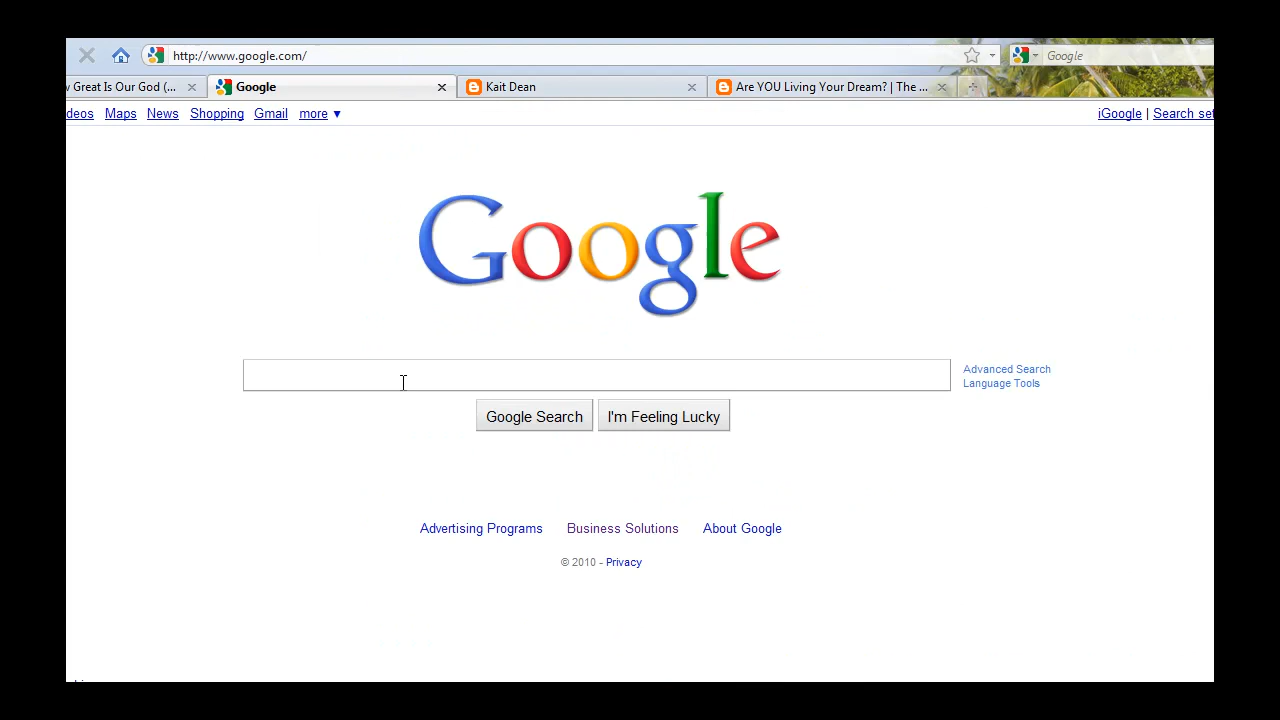 http://www.google.com/
Google
w Great Is Our God (...
Google
Kait Dean
Are YOU Living Your Dream? | The ...
deos Maps News Shopping Gmail more ▼
iGoogle | Search set
Google
Advanced Search
Language Tools
Google Search
I'm Feeling Lucky
Advertising Programs
Business Solutions
About Google
© 2010 - Privacy